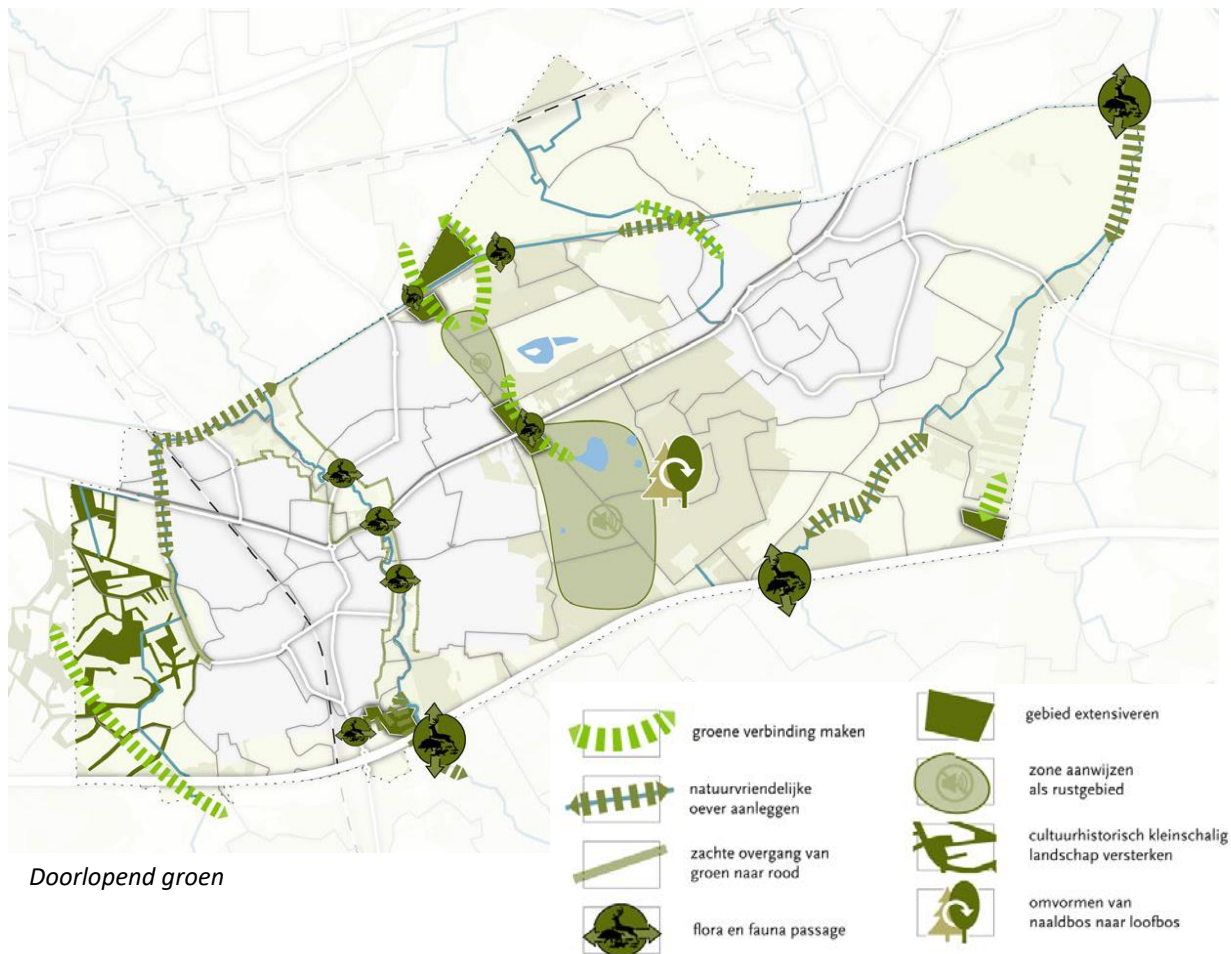 Doorlopend groen
groene verbinding maken
natuurvriendelijke
oever aanleggen
zachte overgang van
groen naar rood
flora en fauna passage
gebied extensiveren
zone aanwijzen
als rustgebied
cultuurhistorisch kleinschalig
landschap versterken
omvormen van
naaldbos naar loofbos